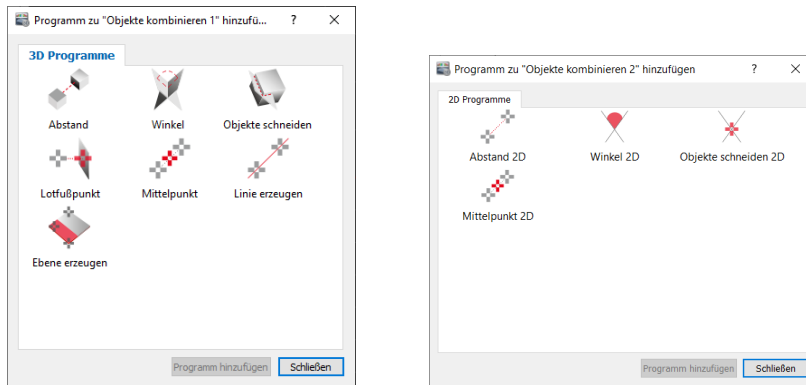 Programm zu "Objekte kombinieren 1" hinzufü... ? ×
3D Programme
Abstand Winkel Objekte schneiden
Lotfußpunkt Mittelpunkt Linie erzeugen
Ebene erzeugen
Programm hinzufügen Schließen
Programm zu "Objekte kombinieren 2" hinzufügen ? ×
2D Programme
Abstand 2D Winkel 2D Objekte schneiden 2D
Mittelpunkt 2D
Programm hinzufügen Schließen